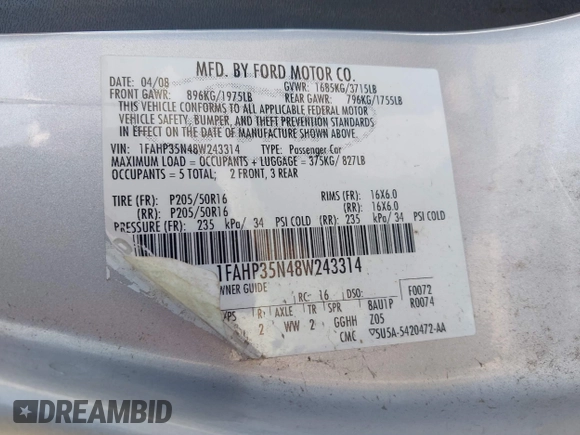 MFD. BY FORD MOTOR CO.
DATE: 04/08 GVWR: 1685KG/3715LB
FRONT GAWR: 896KG/1975LB REAR GAWR: 796KG/1755LB
THIS VEHICLE CONFORMS TO ALL APPLICABLE FEDERAL MOTOR
VEHICLE SAFETY, BUMPER, AND THEFT PREVENTION STANDARDS
IN EFFECT ON THE DATE OF MANUFACTURE SHOWN ABOVE.
VIN: 1FAHP35N48W243314 TYPE: Passenger Car
MAXIMUM LOAD = OCCUPANTS + LUGGAGE = 375KG/ 827LB
OCCUPANTS = 5 TOTAL; 2 FRONT, 3 REAR
TIRE (FR): P205/50R16 RIMS (FR): 16X6.0
(RR): P205/50R16 (RR): 16X6.0
PRESSURE (FR): 235 kPa/ 34 PSI COLD (RR): 235 kPa/ 34 PSI COLD
1FAHP35N48W243314
WNER GUIDE
RC: 16 DSO: F0072
AXLE TR SPR BAU1P R0074
2 WW 2 GGHH Z05
CMC 5U5A-5420472-AA
DREAMBID